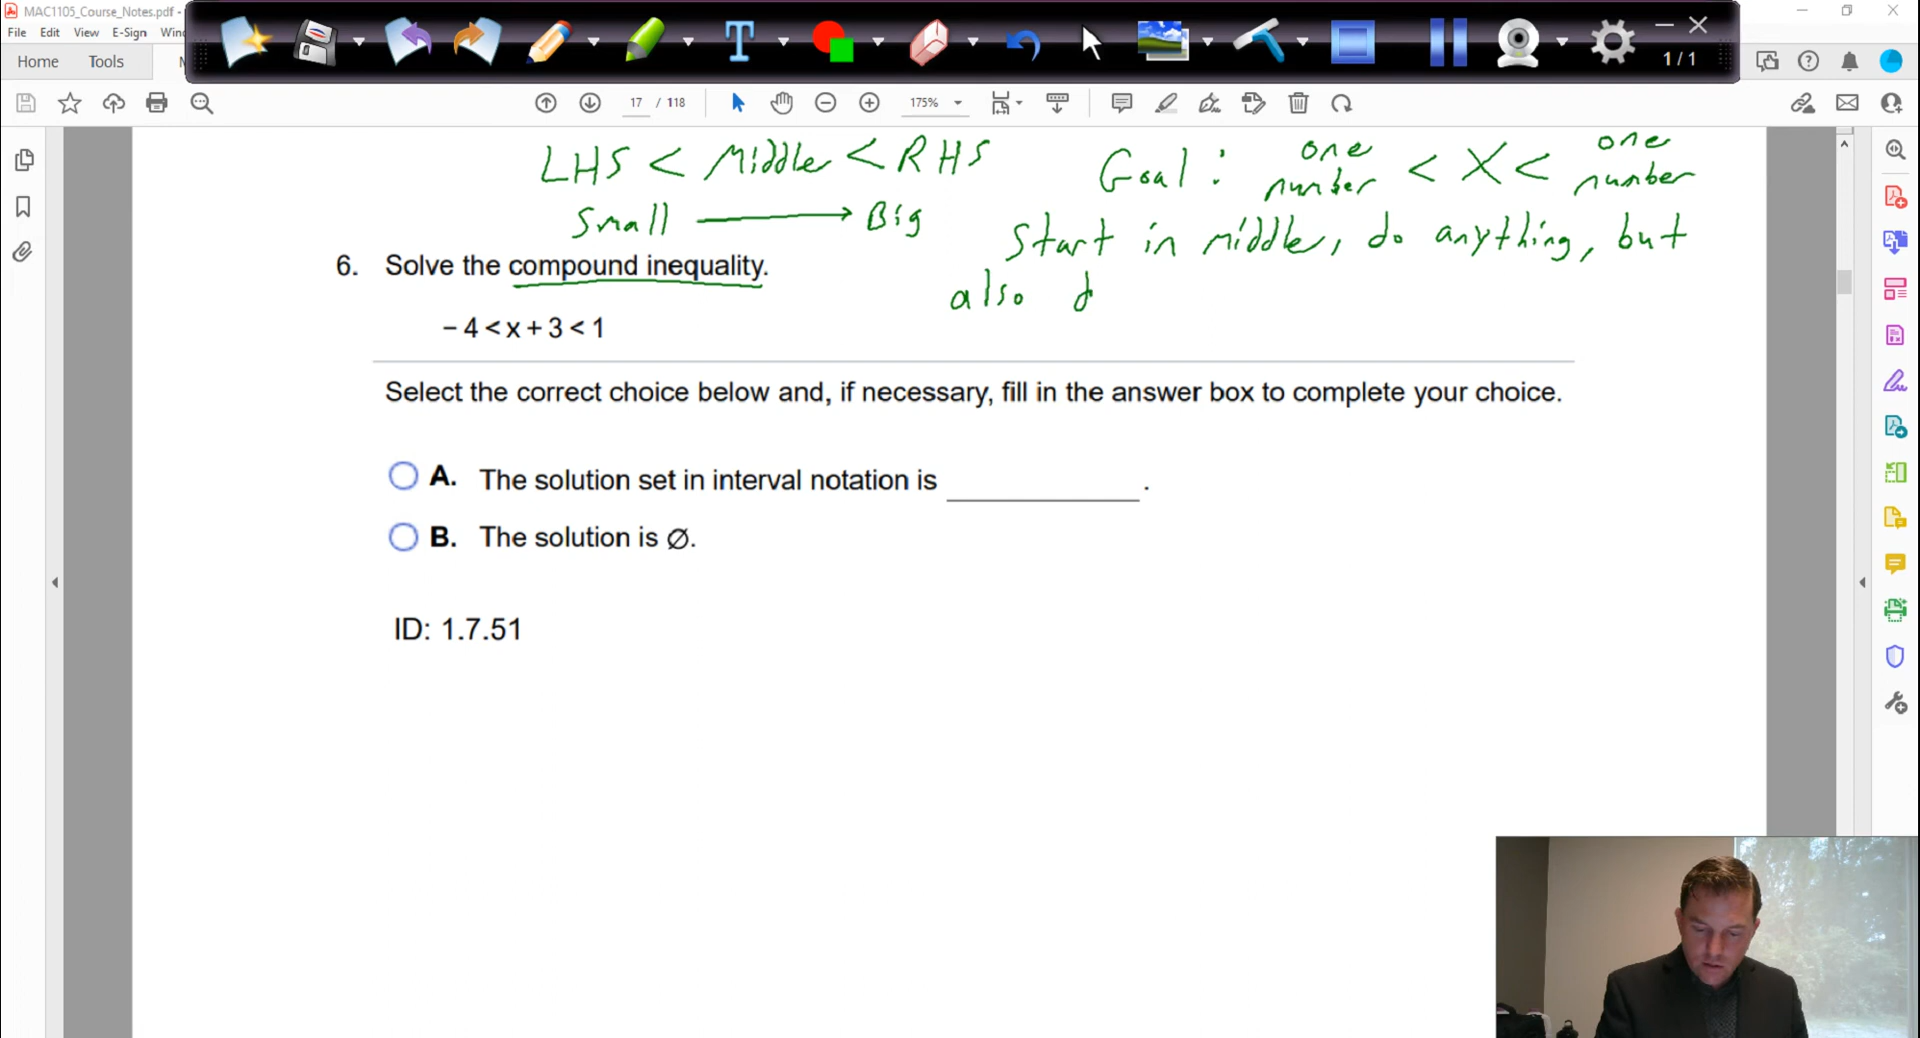 MAC1105_Course_Notes.pdf -
File Edit View E-Sign
1 / 1
Home Tools
17 / 118
175%
LHS < Middle < RHS
Small → Big
Goal: one number < X < one number
Start in middle, do anything, but
also d
6. Solve the compound inequality.
− 4 < x + 3 < 1
Select the correct choice below and, if necessary, fill in the answer box to complete your choice.
A. The solution set in interval notation is ________.
B. The solution is ∅.
ID: 1.7.51